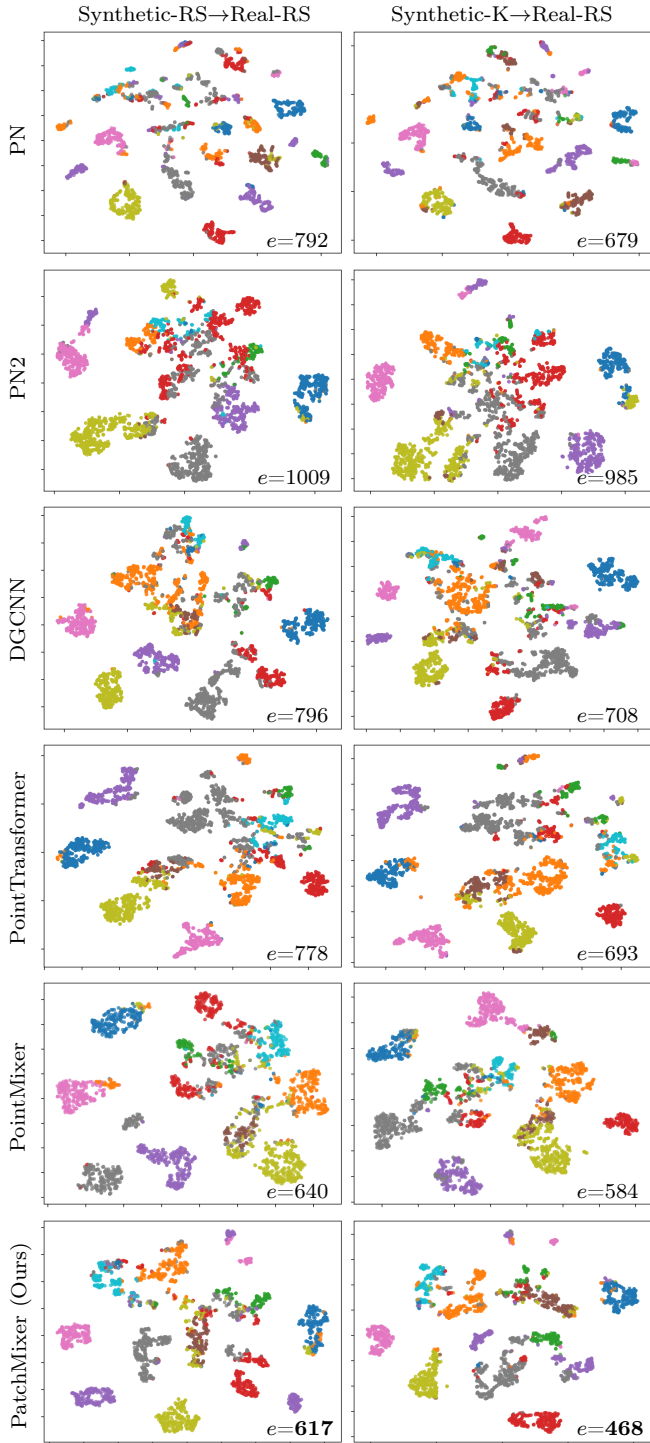 Synthetic-RS→Real-RS Synthetic-K→Real-RS
PN
e=792 e=679
PN2
e=1009 e=985
DGCNN
e=796 e=708
PointTransformer
e=778 e=693
PointMixer
e=640 e=584
PatchMixer (Ours)
e=617 e=468